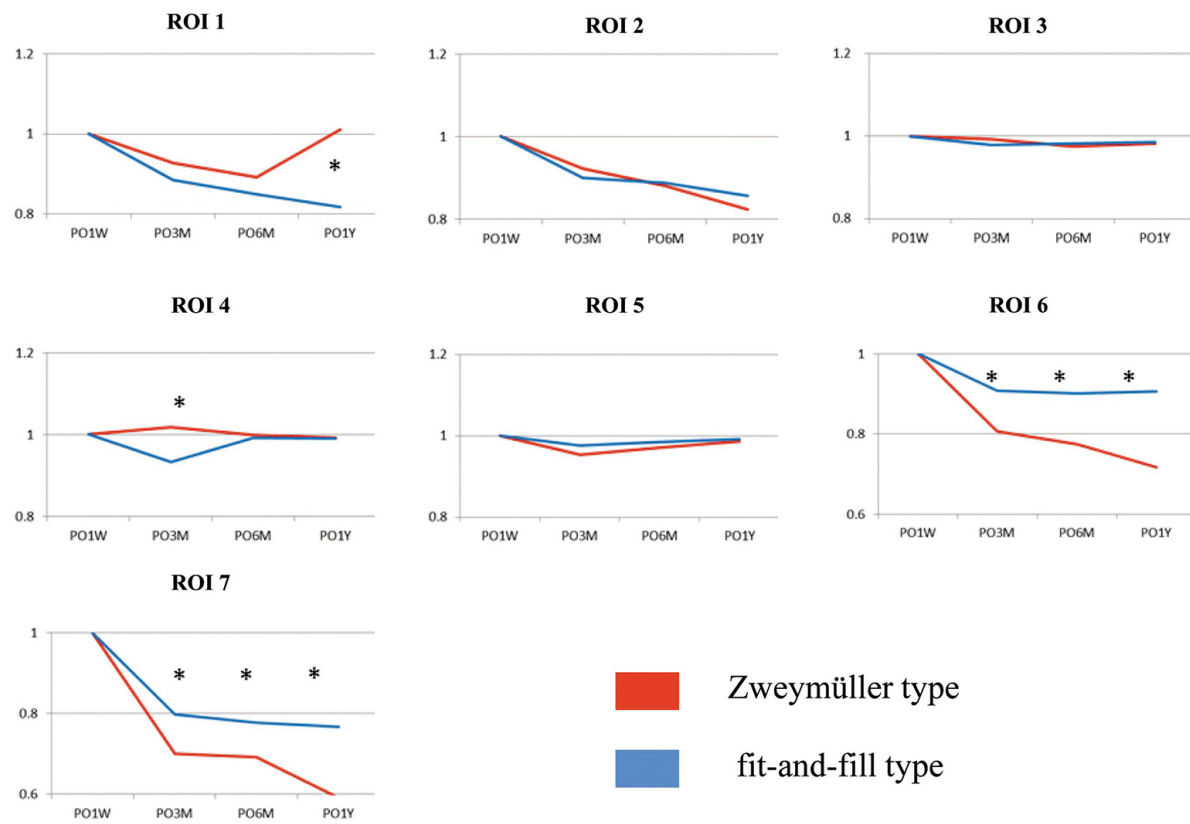 ROI 1
1.2
1
0.8
*
PO1W PO3M PO6M PO1Y
ROI 2
1.2
1
0.8
PO1W PO3M PO6M PO1Y
ROI 3
1.2
1
0.8
PO1W PO3M PO6M PO1Y
ROI 4
1.2
*
1
0.8
PO1W PO3M PO6M PO1Y
ROI 5
1.2
1
0.8
PO1W PO3M PO6M PO1Y
ROI 6
1
* * *
0.8
0.6
PO1W PO3M PO6M PO1Y
ROI 7
1
* * *
0.8
0.6
PO1W PO3M PO6M PO1Y
Zweymüller type
fit-and-fill type